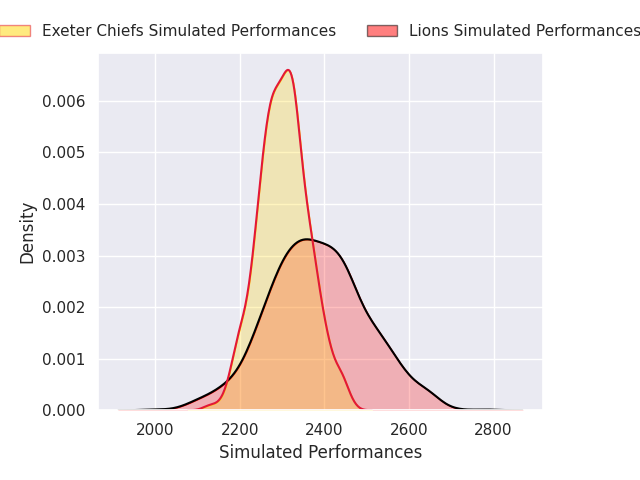 Exeter Chiefs Simulated Performances
Lions Simulated Performances
0.006
0.005
0.004
0.003
0.002
0.001
0.000
Density
2000 2200 2400 2600 2800
Simulated Performances